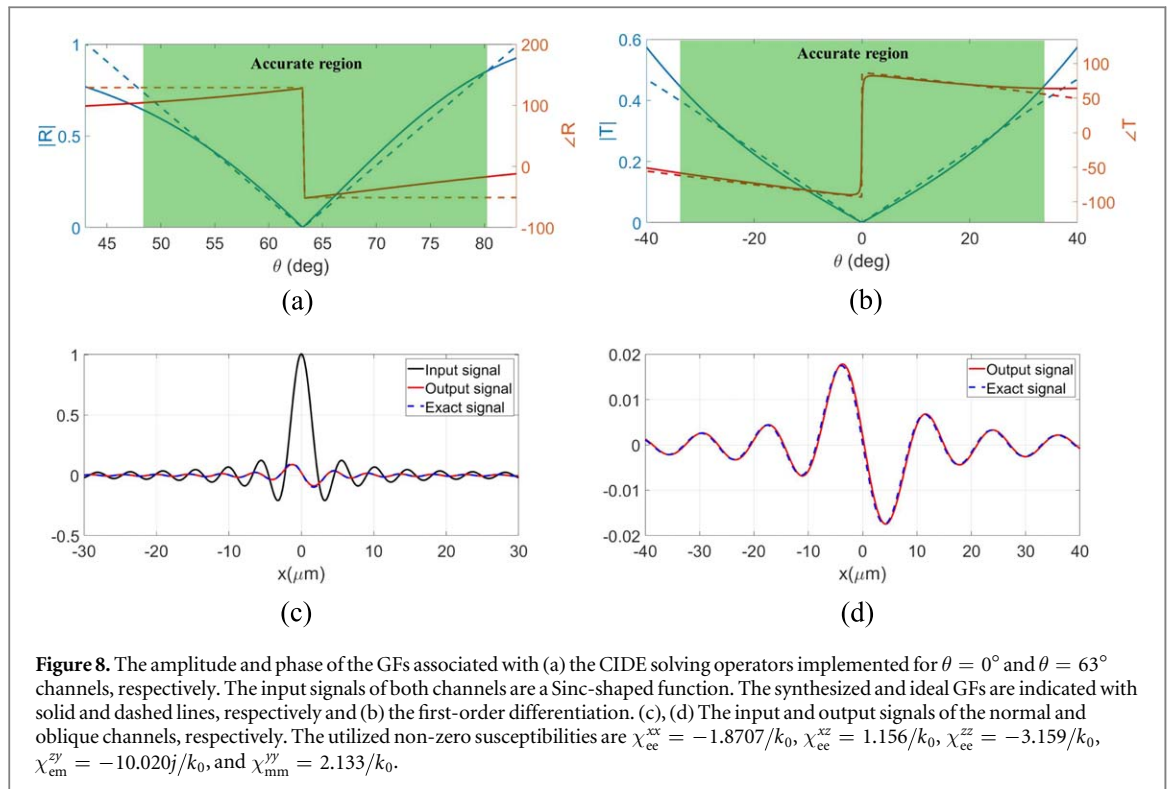 Accurate region
1
0.5
0
|R|
200
100
0
-100
∠R
45 50 55 60 65 70 75 80
θ (deg)
(a)
Accurate region
0.6
0.4
0.2
0
|T|
100
50
0
-50
-100
∠T
-40 -20 0 20 40
θ (deg)
(b)
1
0.5
0
-0.5
Input signal
Output signal
Exact signal
-30 -20 -10 0 10 20 30
x(μm)
(c)
0.02
0.01
0
-0.01
-0.02
Output signal
Exact signal
-40 -30 -20 -10 0 10 20 30 40
x(μm)
(d)
Figure 8. The amplitude and phase of the GFs associated with (a) the CIDE solving operators implemented for θ = 0° and θ = 63°
channels, respectively. The input signals of both channels are a Sinc-shaped function. The synthesized and ideal GFs are indicated with
solid and dashed lines, respectively and (b) the first-order differentiation. (c), (d) The input and output signals of the normal and
oblique channels, respectively. The utilized non-zero susceptibilities are χ_ee^xx = −1.8707/k₀, χ_ee^xz = 1.156/k₀, χ_ee^zz = −3.159/k₀,
χ_em^zy = −10.020j/k₀, and χ_mm^yy = 2.133/k₀.